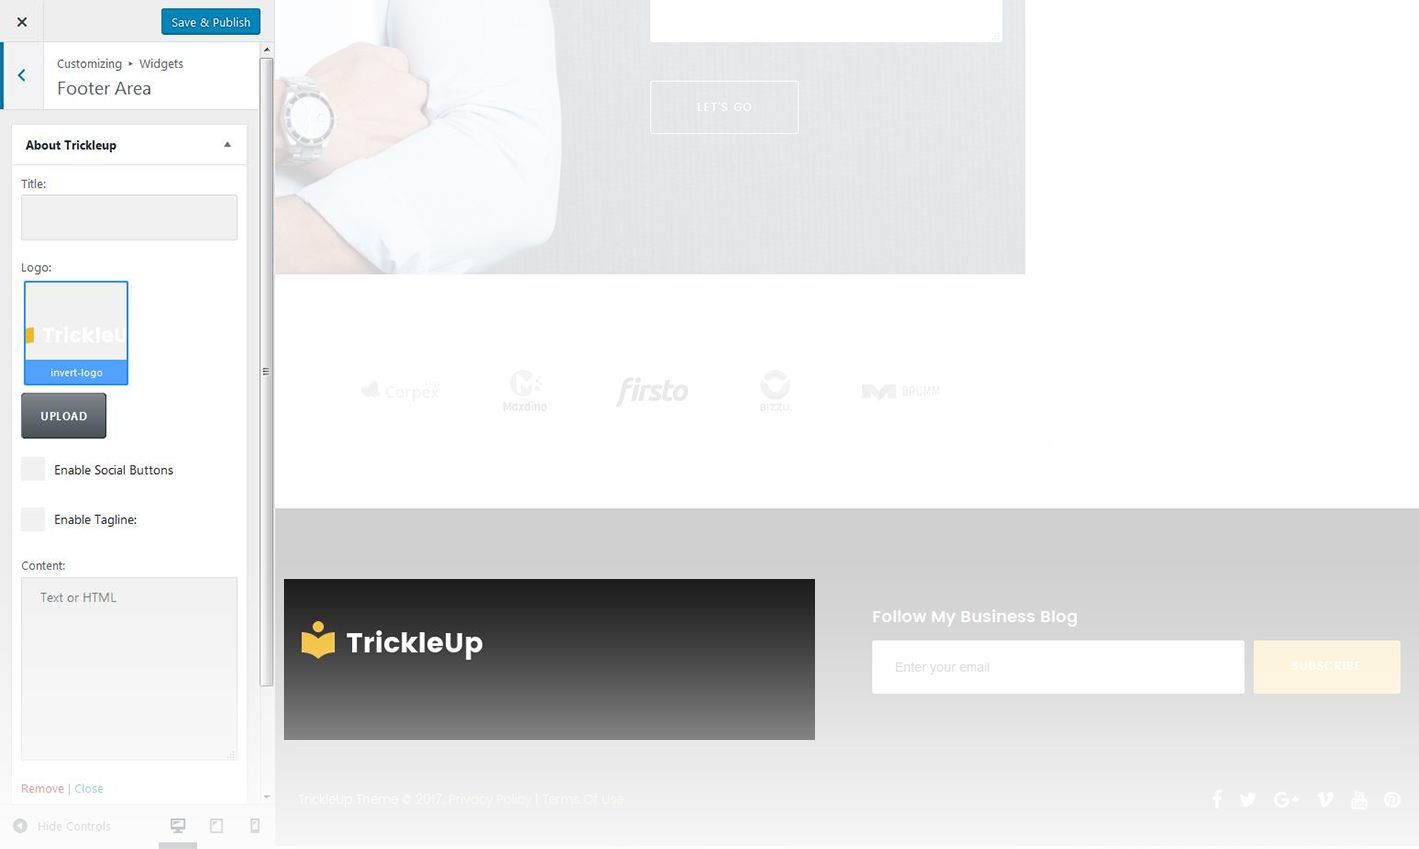 Save & Publish
Customizing ▸ Widgets
Footer Area
About Trickleup
Title:
Logo:
TrickleU
invert-logo
UPLOAD
Enable Social Buttons
Enable Tagline:
Content:
Text or HTML
Remove | Close
Hide Controls
LET'S GO
Corpex
Maxdino
firsto
BIZZU.
BRUMM
TrickleUp
Follow My Business Blog
Enter your email
SUBSCRIBE
TrickleUp Theme © 2017. Privacy Policy | Terms Of Use